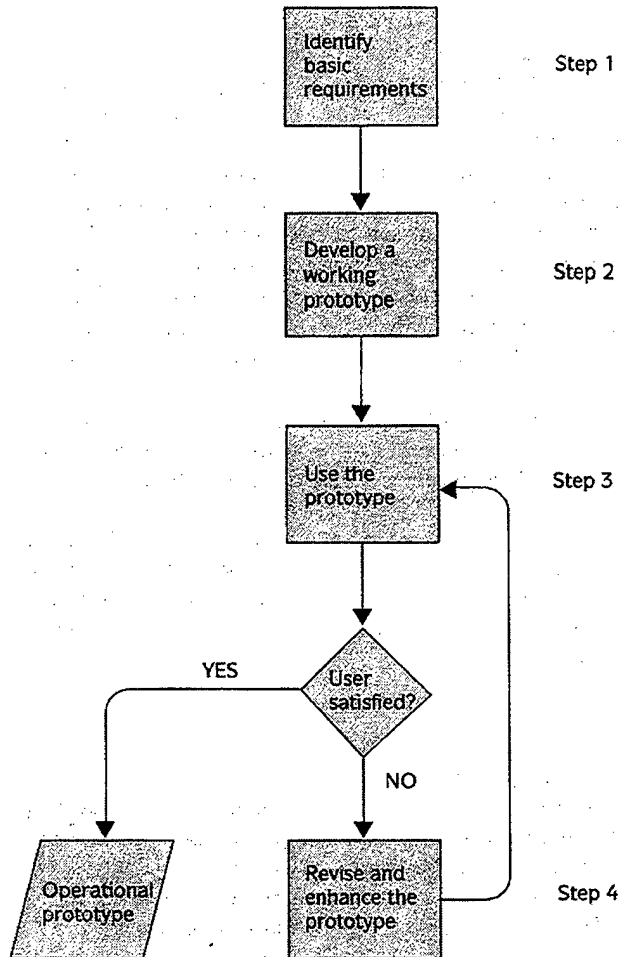 Identify
basic
requirements
Step 1
Develop a
working
prototype
Step 2
Use the
prototype
Step 3
User
satisfied?
YES
NO
Operational
prototype
Revise and
enhance the
prototype
Step 4